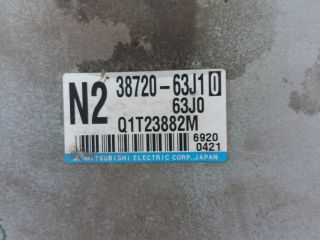 N2 38720-63J10
63J0
Q1T23882M
6920
0421
MITSUBISHI ELECTRIC CORP., JAPAN